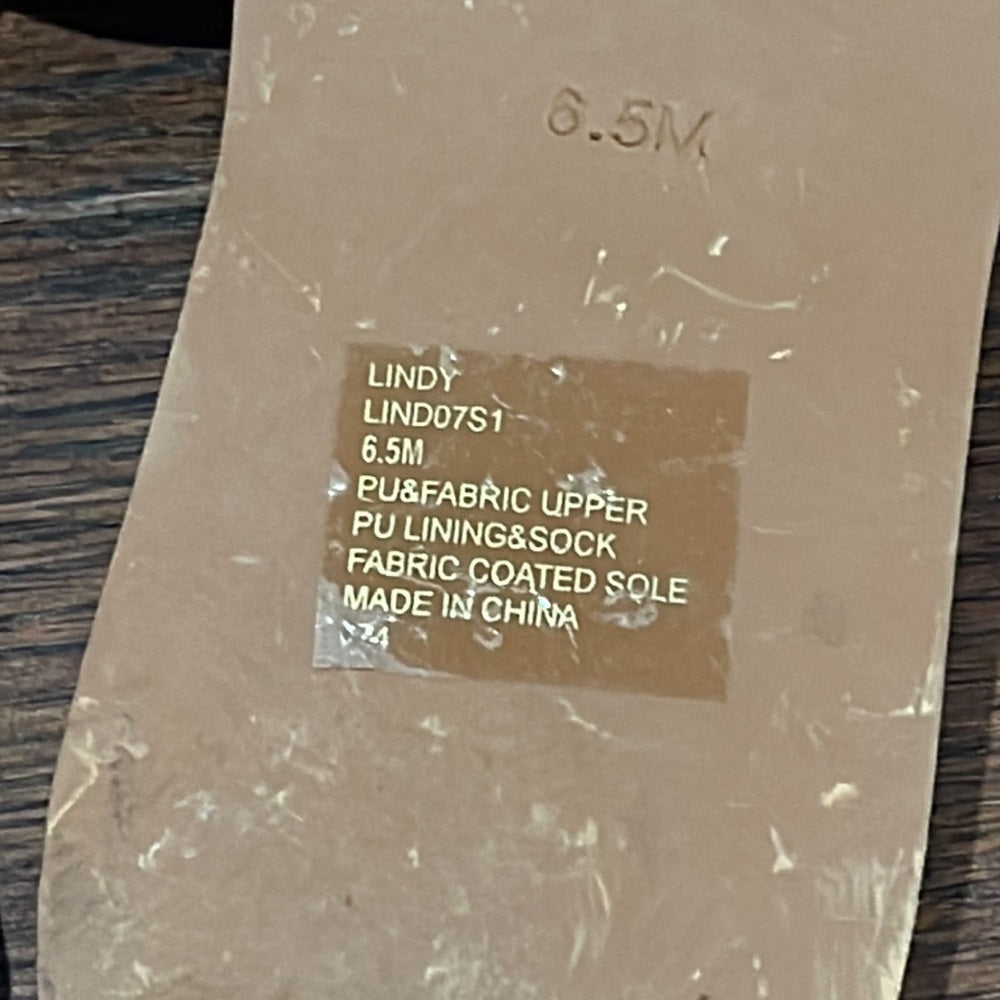 6.5M
LINDY
LIND07S1
6.5M
PU&FABRIC UPPER
PU LINING&SOCK
FABRIC COATED SOLE
MADE IN CHINA